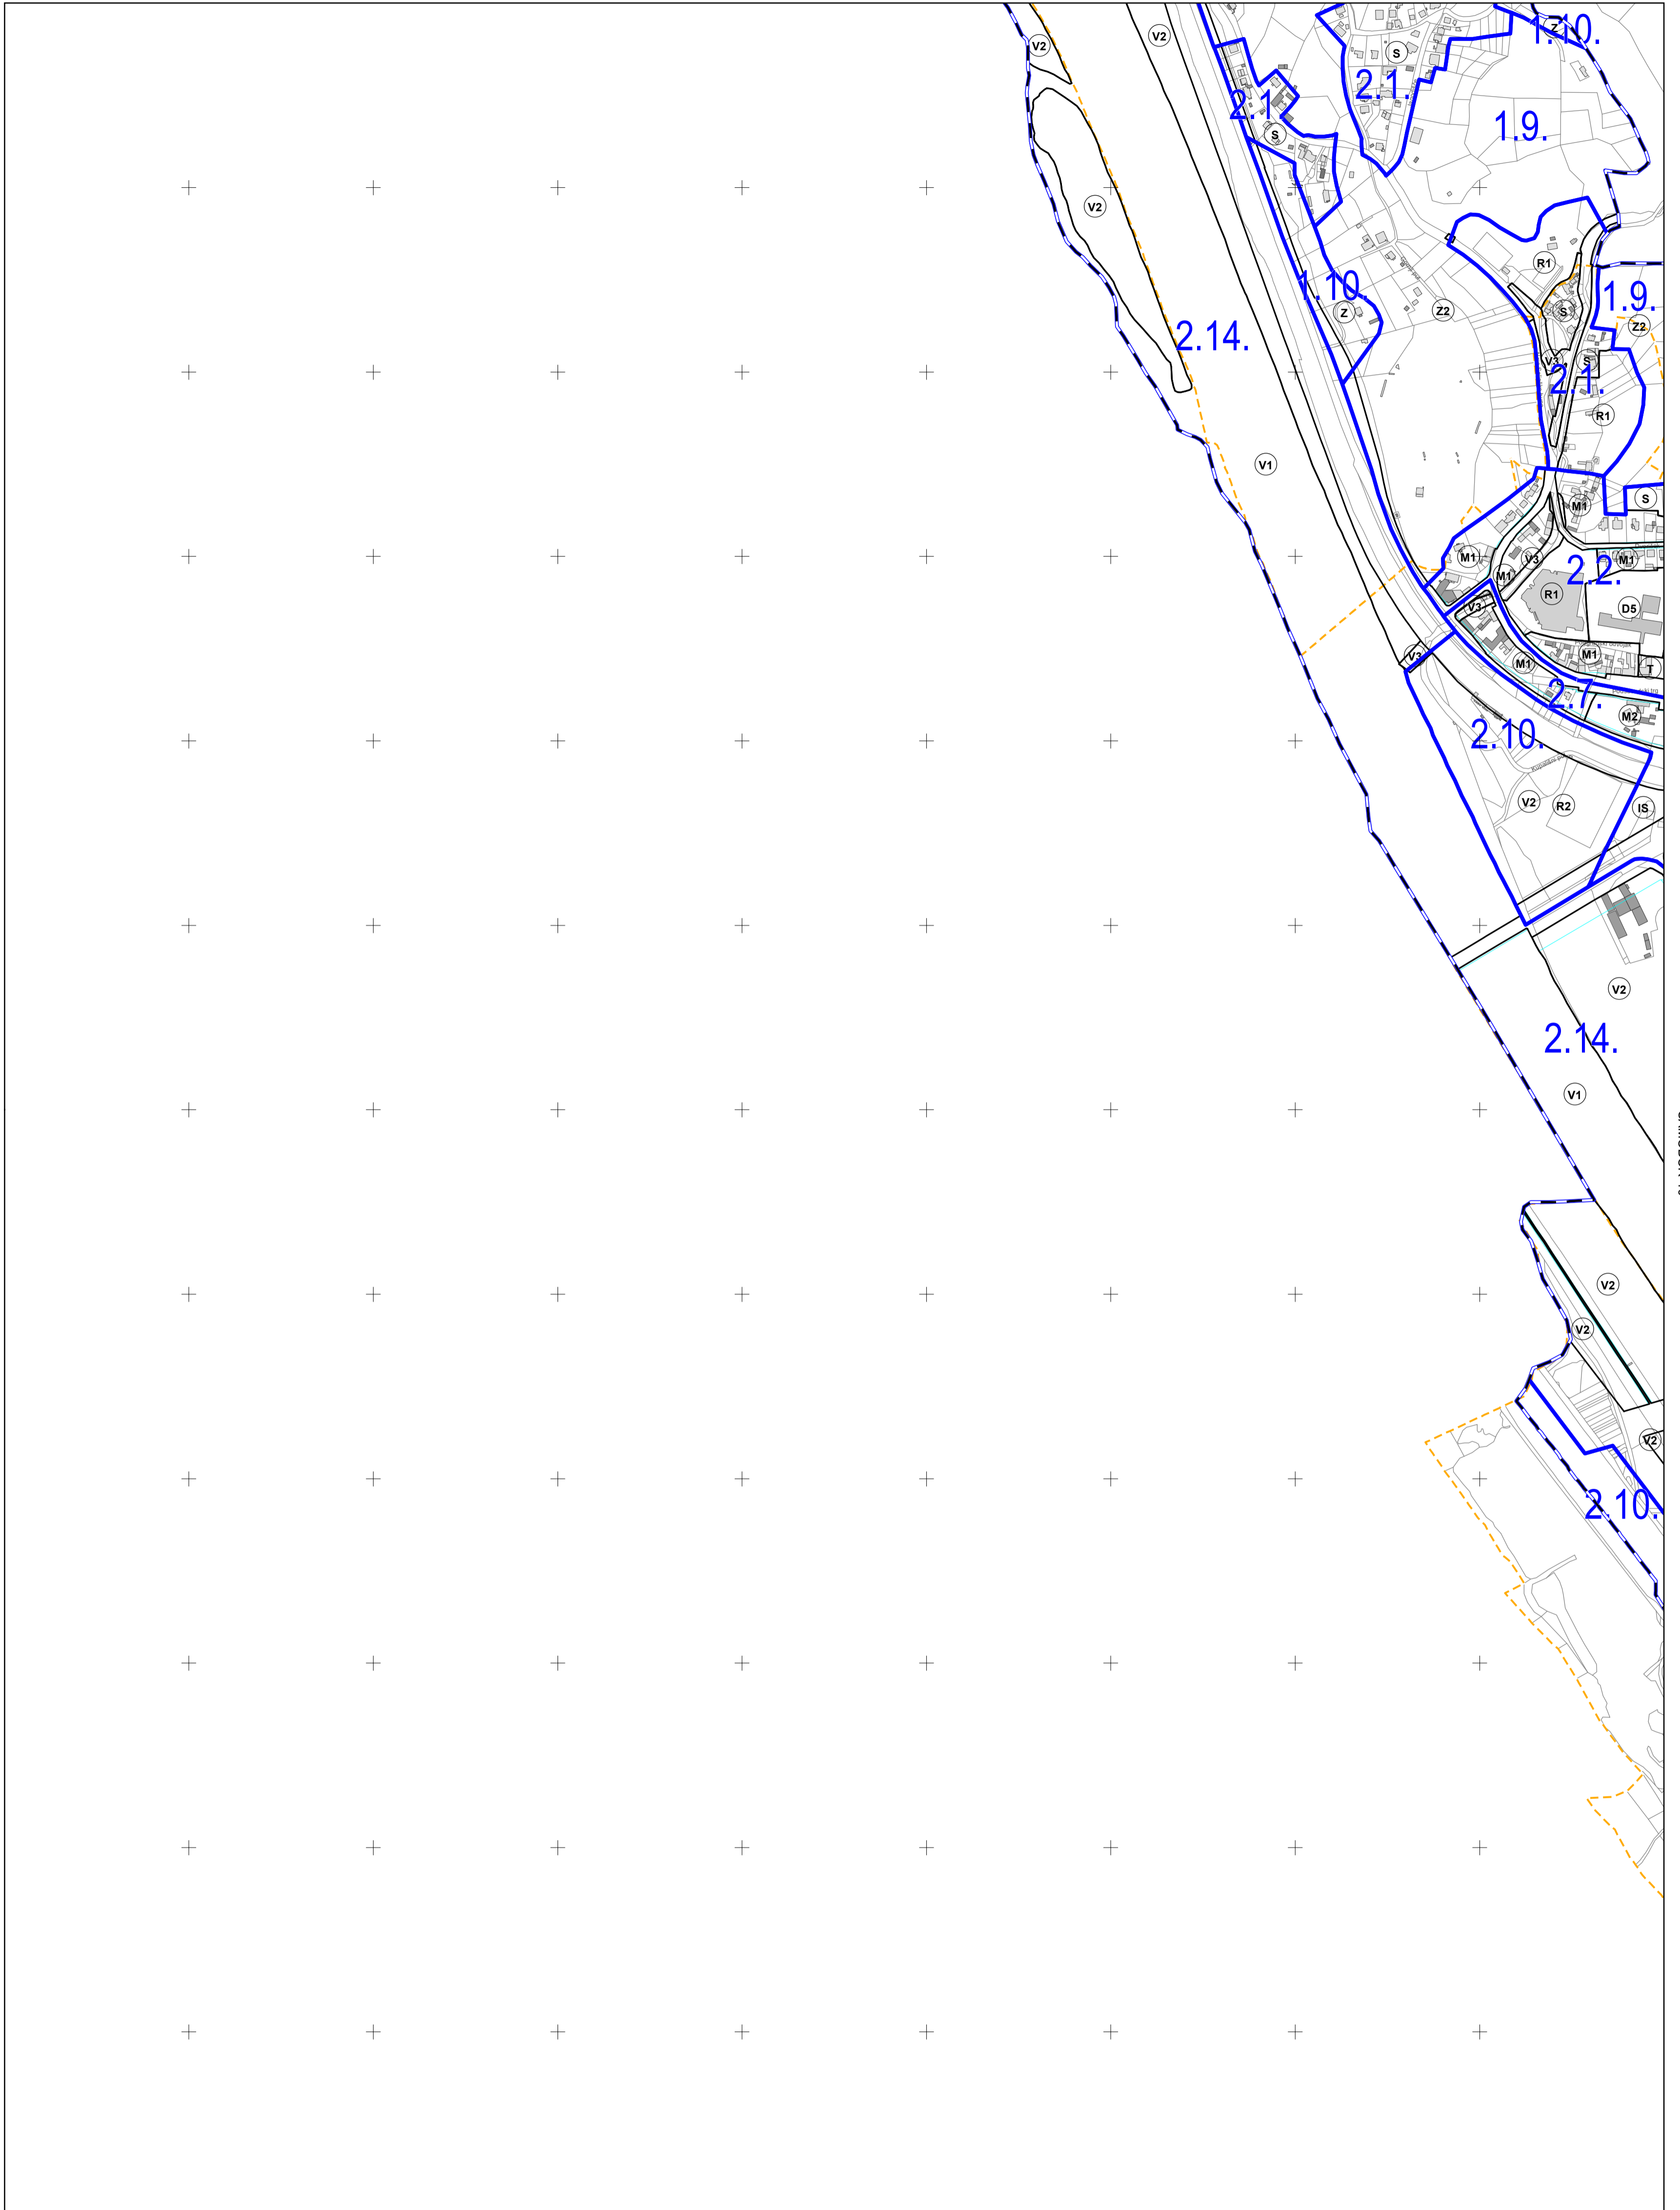 V2
V2
S
Z
1.10.
2.1.
2.1.
S
1.9.
V2
R1
1.10.
Z
Z2
S
1.9.
Z2
2.14.
V3
S
2.1.
R1
V1
S
M1
M1
V3
M1
M1
2.2.
R1
D5
V3
M1
M1
V3
T
2.7.
M2
2.10.
V2
R2
IS
V2
2.14.
V1
V2
V2
V2
2.10.